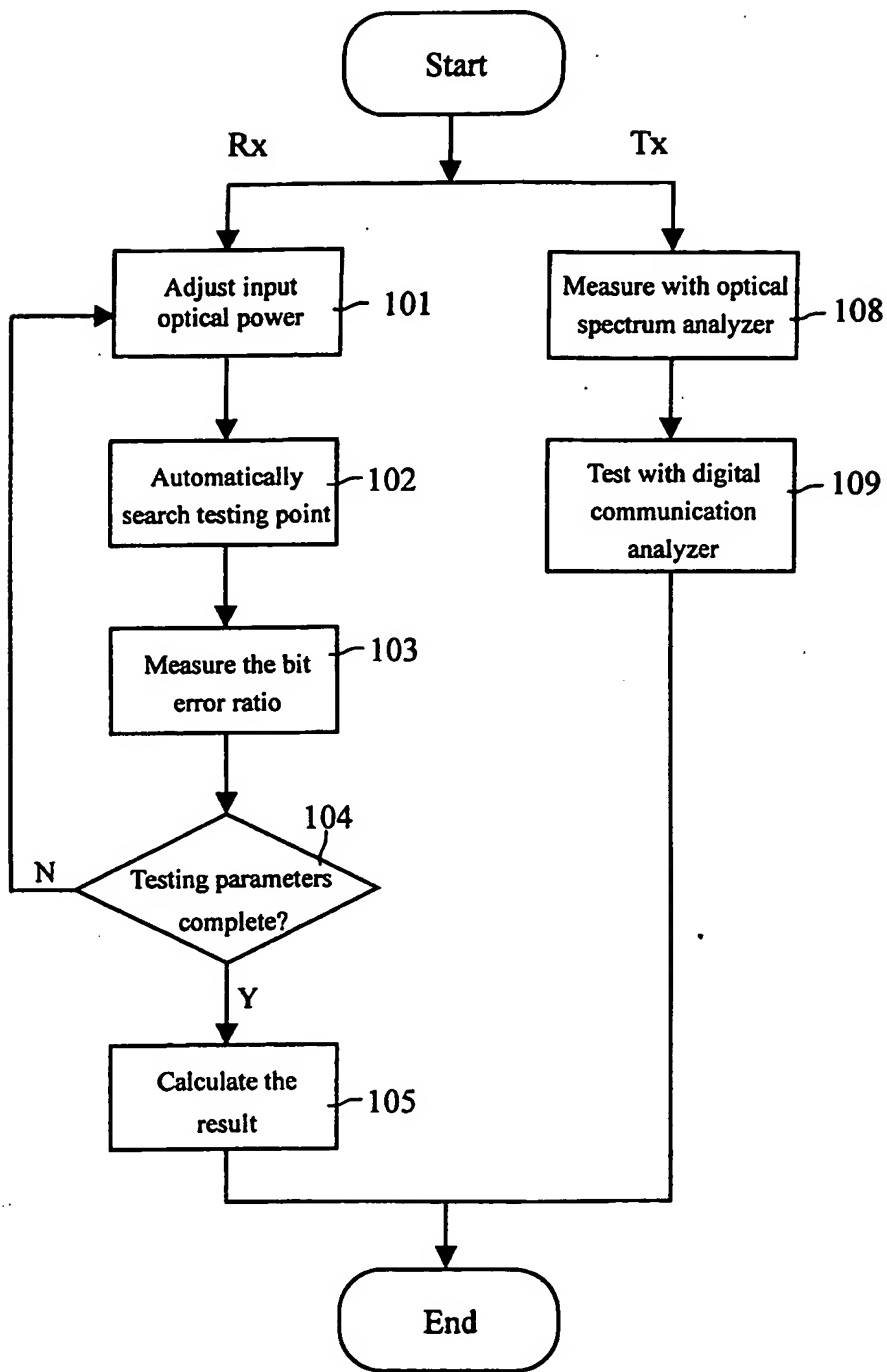 Start
Rx
Tx
Adjust input
optical power
101
Automatically
search testing point
102
Measure the bit
error ratio
103
104
Testing parameters
complete?
N
Y
Calculate the
result
105
Measure with optical
spectrum analyzer
108
Test with digital
communication
analyzer
109
End